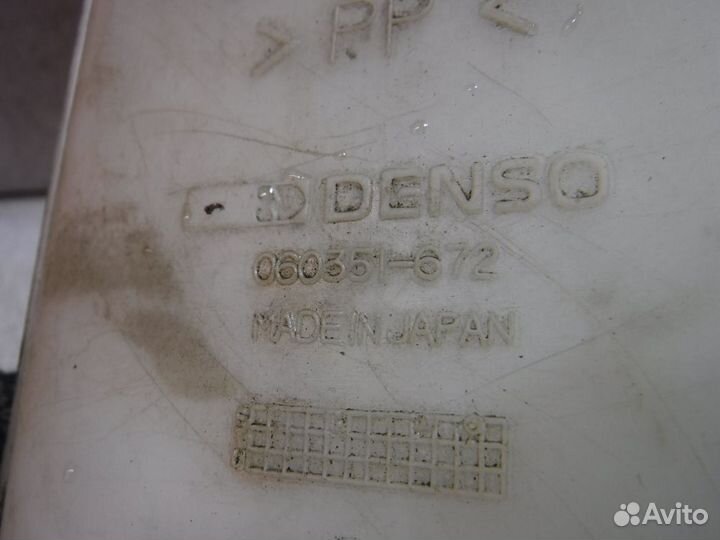 > PP <
DENSO
060351-672
MADE IN JAPAN
Avito